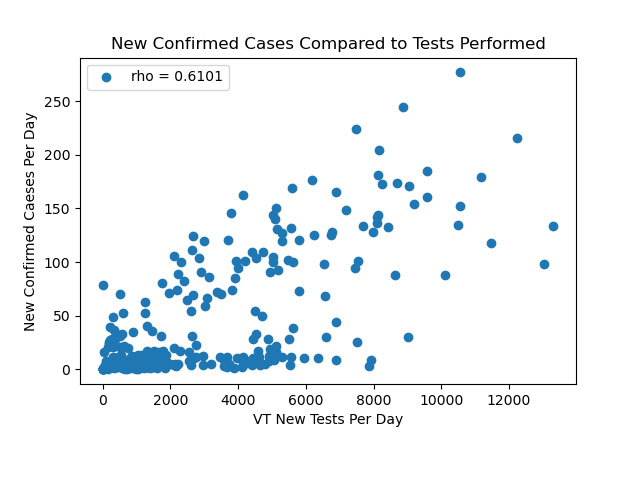 New Confirmed Cases Compared to Tests Performed
rho = 0.6101
New Confirmed Caeses Per Day
250
200
150
100
50
0
0 2000 4000 6000 8000 10000 12000
VT New Tests Per Day